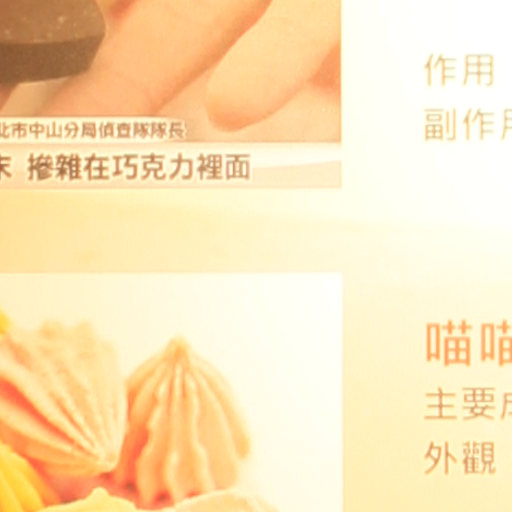 作用
副作用
北市中山分局偵查隊隊長
摻雜在巧克力裡面
喵喵
主要成
外觀